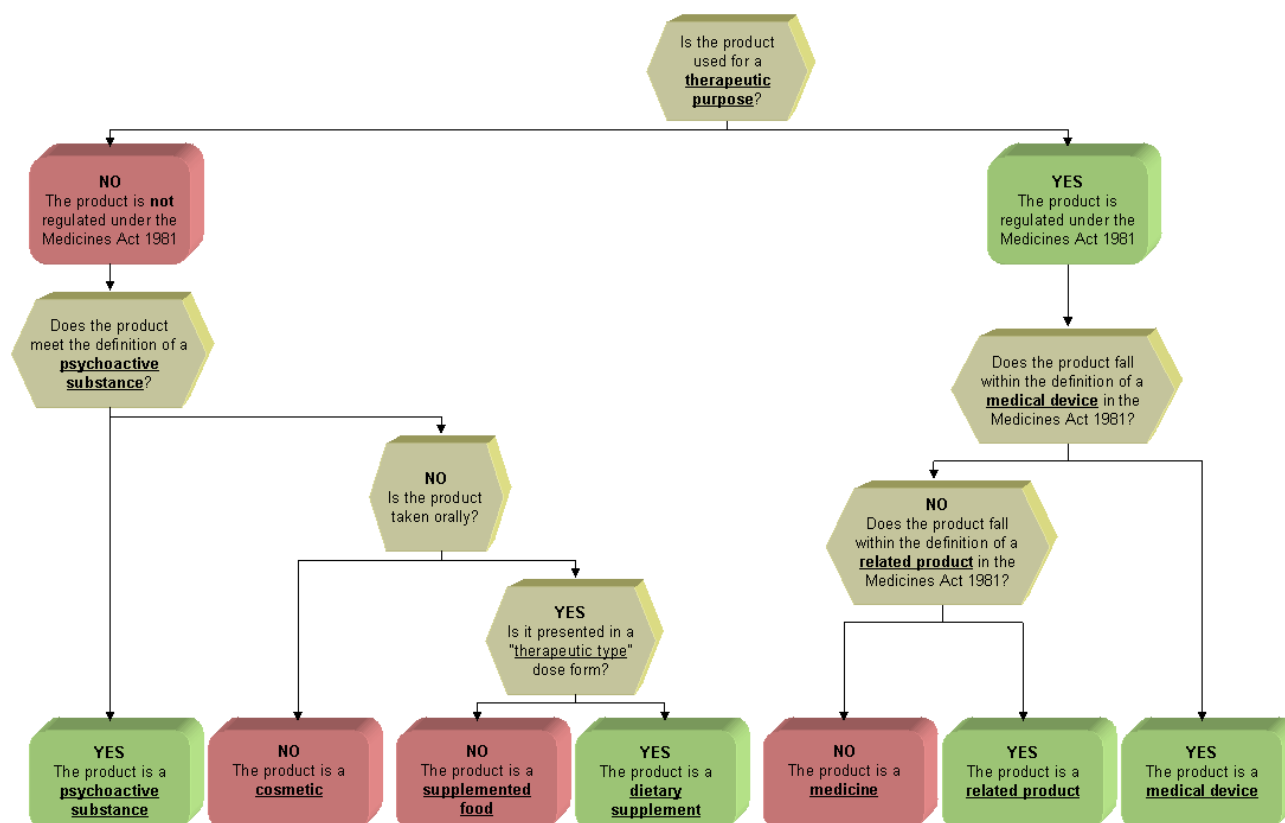 Is the product
used for a
therapeutic
purpose?
NO
The product is not
regulated under the
Medicines Act 1981
YES
The product is
regulated under the
Medicines Act 1981
Does the product
meet the definition of a
psychoactive
substance?
Does the product fall
within the definition of a
medical device in the
Medicines Act 1981?
NO
Is the product
taken orally?
NO
Does the product fall
within the definition of a
related product in the
Medicines Act 1981?
YES
Is it presented in a
"therapeutic type"
dose form?
YES
The product is a
psychoactive
substance
NO
The product is a
cosmetic
NO
The product is a
supplemented
food
YES
The product is a
dietary
supplement
NO
The product is a
medicine
YES
The product is a
related product
YES
The product is a
medical device